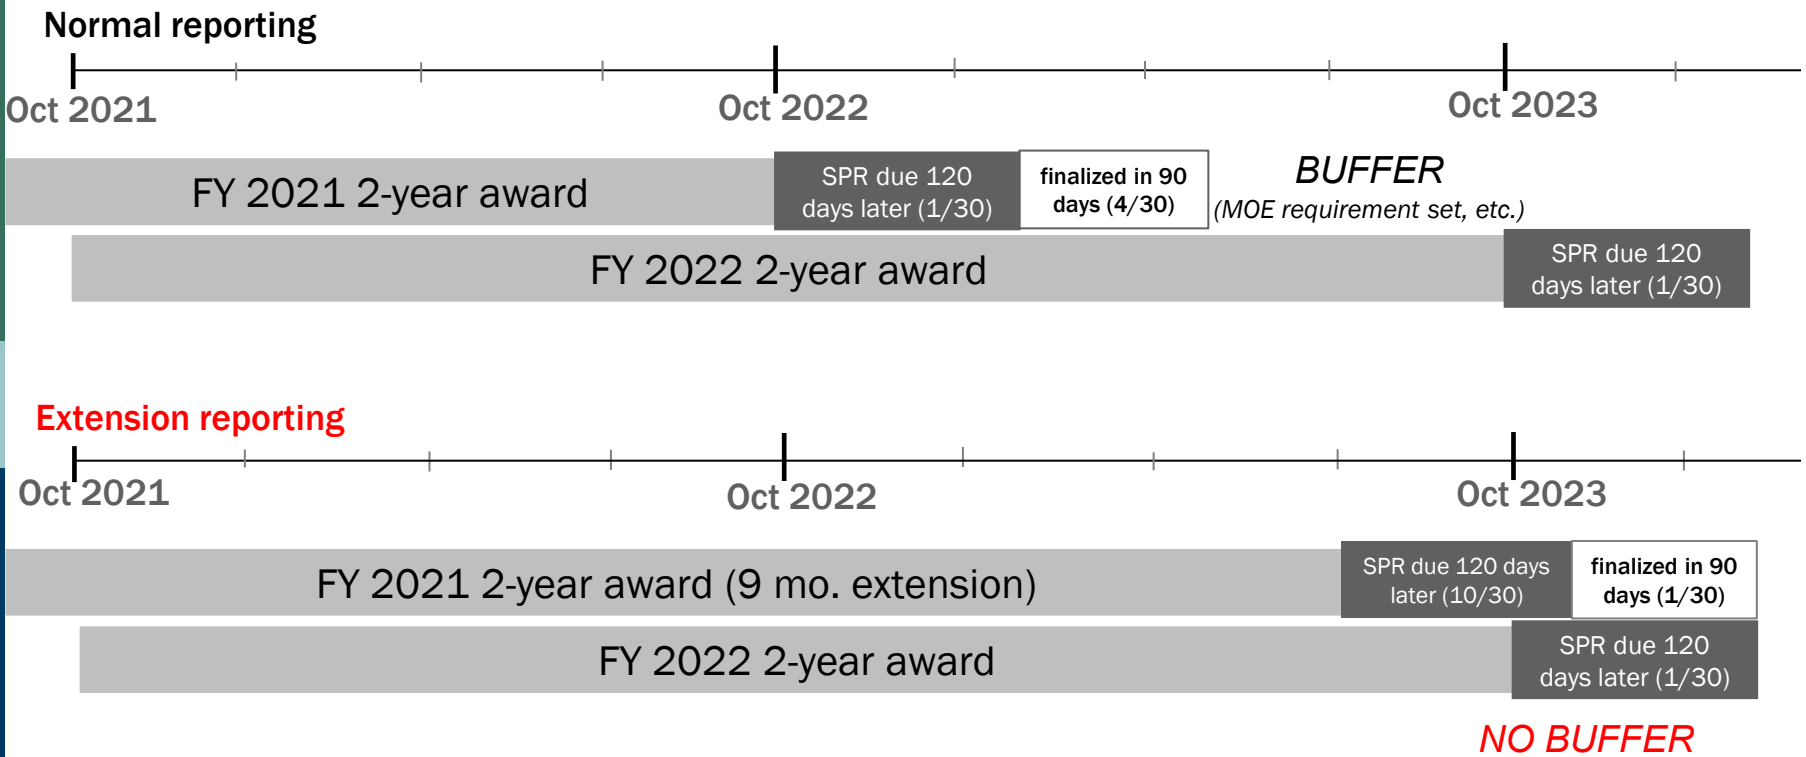 Normal reporting
Oct 2021
Oct 2022
Oct 2023
FY 2021 2-year award
SPR due 120
days later (1/30)
finalized in 90
days (4/30)
BUFFER
(MOE requirement set, etc.)
FY 2022 2-year award
SPR due 120
days later (1/30)
Extension reporting
Oct 2021
Oct 2022
Oct 2023
FY 2021 2-year award (9 mo. extension)
SPR due 120 days
later (10/30)
finalized in 90
days (1/30)
FY 2022 2-year award
SPR due 120
days later (1/30)
NO BUFFER